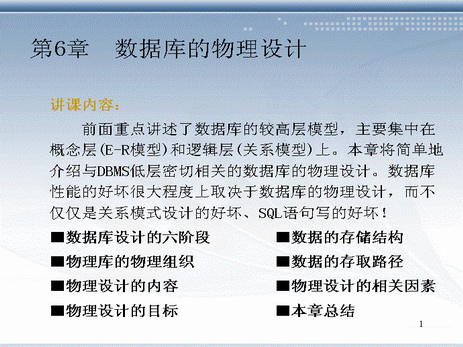 第6章　数据库的物理设计
讲课内容:
前面重点讲述了数据库的较高层模型，主要集中在
概念层(E-R模型)和逻辑层(关系模型)上。本章将简单地
介绍与DBMS低层密切相关的数据库的物理设计。数据库
性能的好坏很大程度上取决于数据库的物理设计，而不
仅仅是关系模式设计的好坏、SQL语句写的好坏！
■数据库设计的六阶段　■数据的存储结构
■物理库的物理组织　■数据的存取路径
■物理设计的内容　■物理设计的相关因素
■物理设计的目标　■本章总结
1